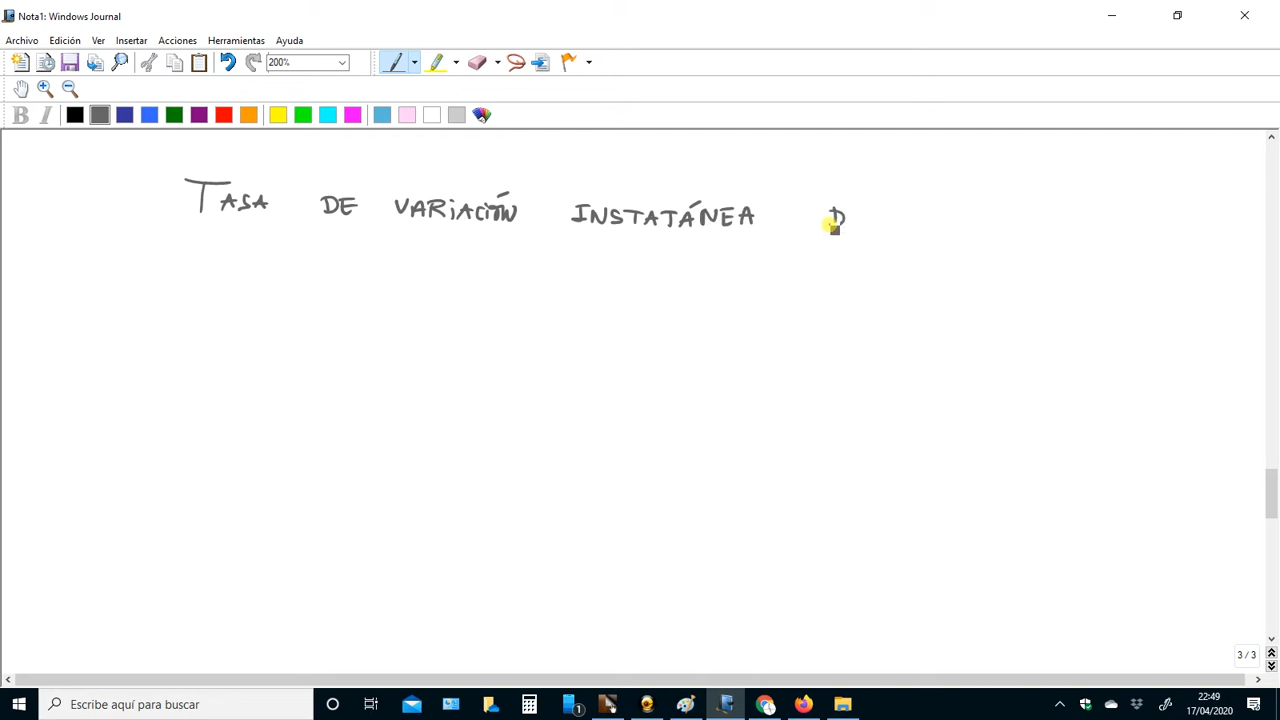 Nota1: Windows Journal
Archivo Edición Ver Insertar Acciones Herramientas Ayuda
200%
B I
TASA DE VARiACiÓN INSTATÁNEA D
3 / 3
Escribe aquí para buscar
1
22:49
17/04/2020